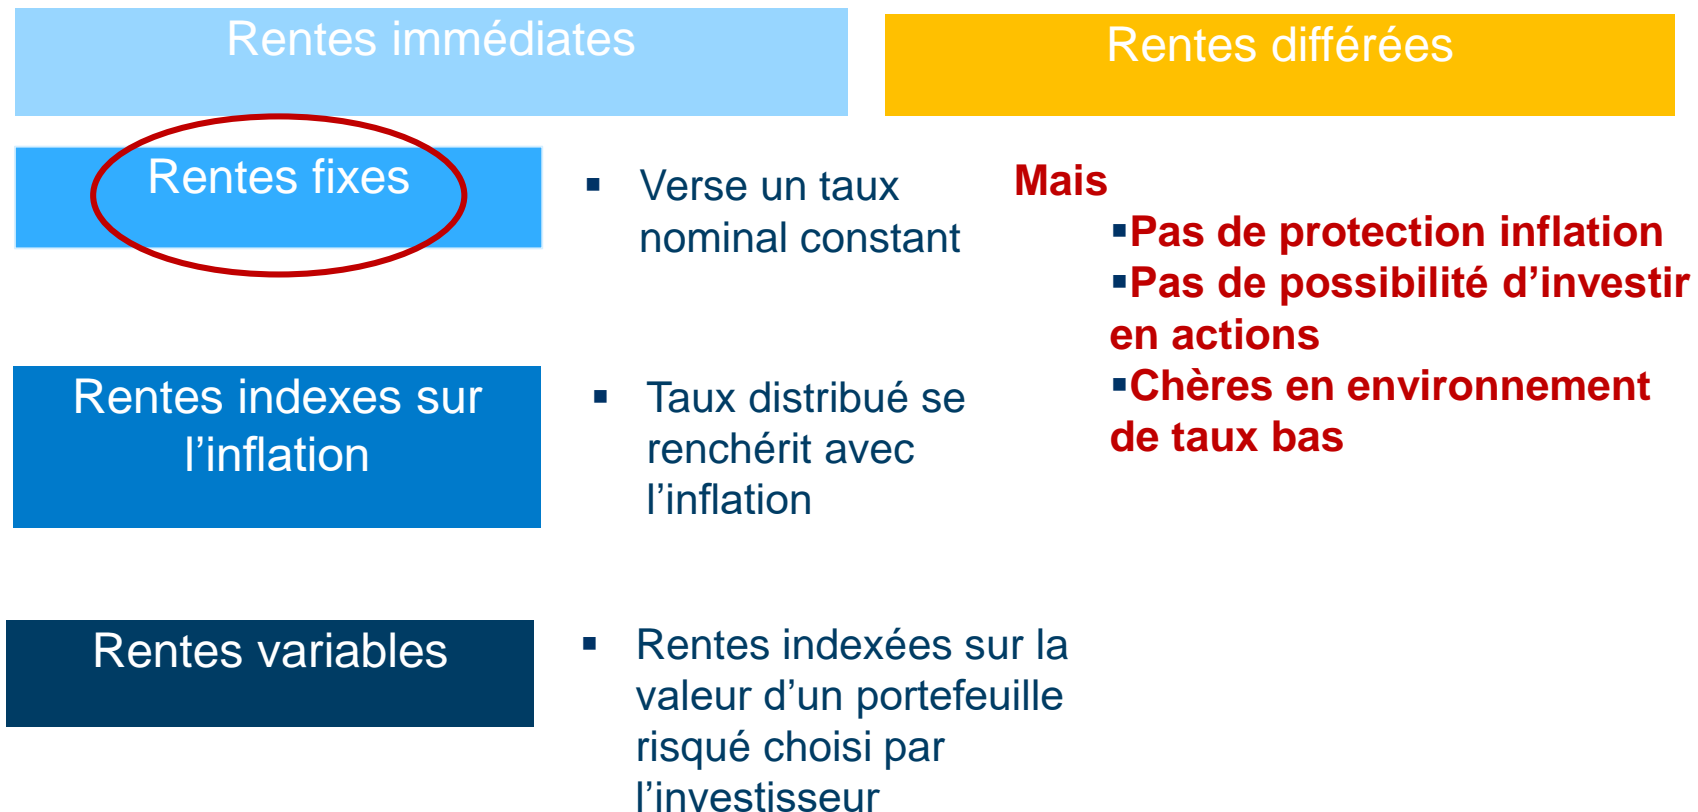 Rentes immédiates
Rentes différées
Rentes fixes
▪ Verse un taux
nominal constant
Mais
▪Pas de protection inflation
▪Pas de possibilité d’investir
en actions
▪Chères en environnement
de taux bas
Rentes indexes sur
l’inflation
▪ Taux distribué se
renchérit avec
l’inflation
Rentes variables
▪ Rentes indexées sur la
valeur d’un portefeuille
risqué choisi par
l’investisseur